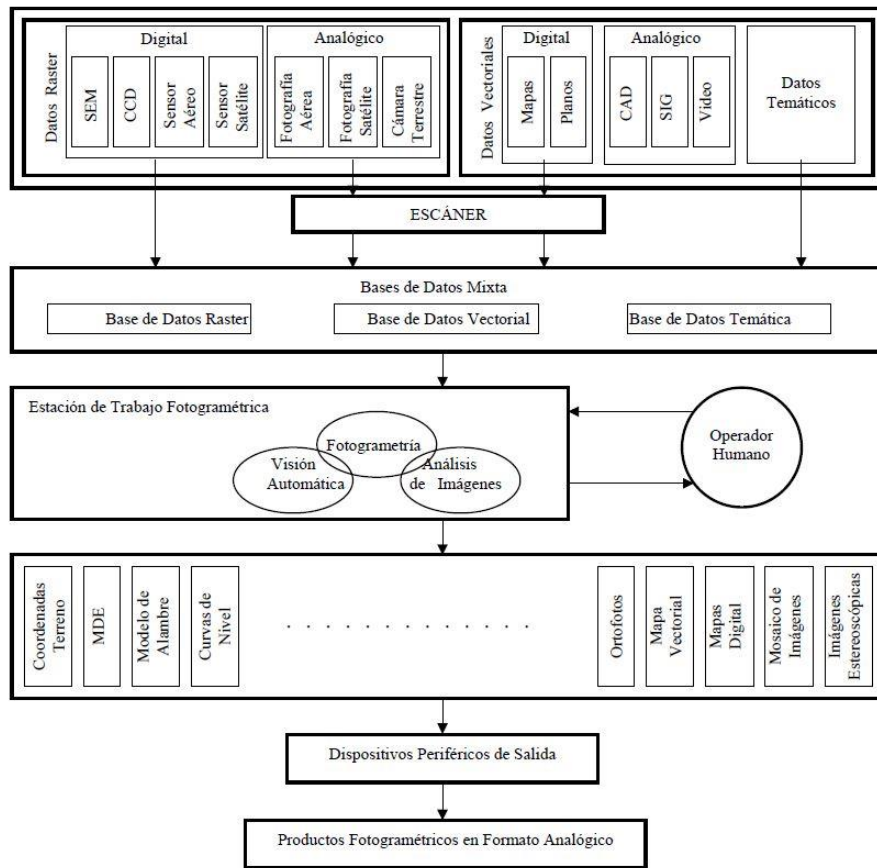 Datos Raster
Digital
SEM
CCD
Sensor
Aéreo
Sensor
Satélite
Analógico
Fotografía
Aérea
Fotografía
Satélite
Cámara
Terrestre
Datos Vectoriales
Digital
Mapas
Planos
Analógico
CAD
SIG
Video
Datos
Temáticos
ESCÁNER
Bases de Datos Mixta
Base de Datos Raster
Base de Datos Vectorial
Base de Datos Temática
Estación de Trabajo Fotogramétrica
Fotogrametría
Visión
Automática
Análisis
de Imágenes
Operador
Humano
Coordenadas
Terreno
MDE
Modelo de
Alambre
Curvas de
Nivel
. . . . . . . . . . . . .
Ortofotos
Mapa
Vectorial
Mapas
Digital
Mosaico de
Imágenes
Imágenes
Estereoscópicas
Dispositivos Periféricos de Salida
Productos Fotogramétricos en Formato Analógico